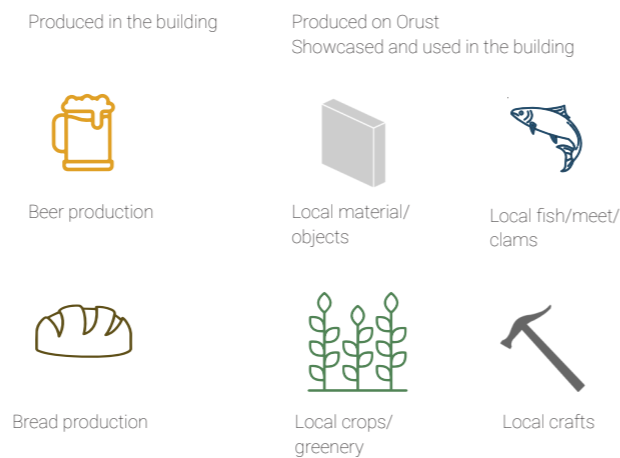 Produced in the building
Produced on Orust
Showcased and used in the building
Beer production
Local material/
objects
Local fish/meet/
clams
Bread production
Local crops/
greenery
Local crafts